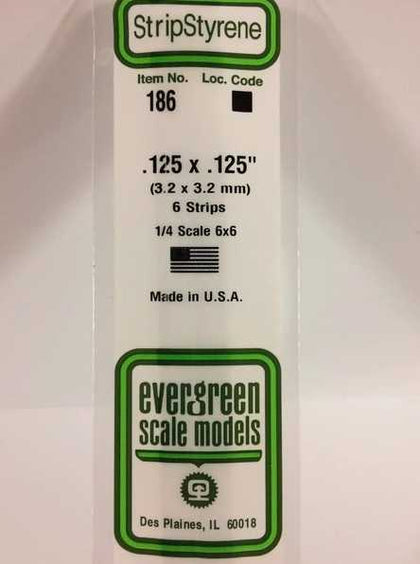 StripStyrene
Item No. Loc. Code
186
.125 x .125"
(3.2 x 3.2 mm)
6 Strips
1/4 Scale 6x6
Made in U.S.A.
evergreen
scale models
Des Plaines, IL 60018